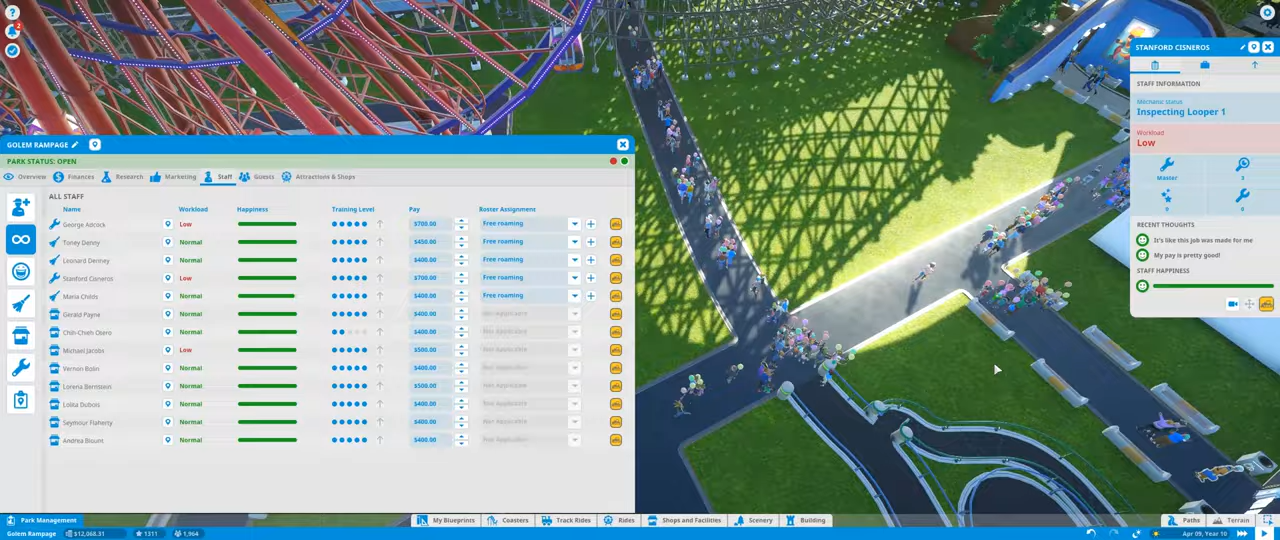 STANFORD CISNEROS
STAFF INFORMATION
Mechanic Status
Inspecting Looper 1
Workload
Low
Master
RECENT THOUGHTS
It's like this job was made for me
My pay is pretty good!
STAFF HAPPINESS
GOLEM RAMPAGE
PARK STATUS: OPEN
Overview Finances Research Marketing Staff Guests Attractions & Shops
ALL STAFF
Name Workload Happiness Training Level Pay Roster Assignment
George Adcock Low $700.00 Free roaming
Toney Denny Normal $450.00 Free roaming
Leonard Denney Normal $400.00 Free roaming
Stanford Cisneros Low $700.00 Free roaming
Maria Childs Normal $400.00 Free roaming
Gerald Payne Normal $400.00 Not Applicable
Chih-Chieh Otero Normal $400.00 Not Applicable
Michael Jacobs Low $500.00 Not Applicable
Vernon Bolin Normal $400.00 Not Applicable
Lorena Berntsen Normal $500.00 Not Applicable
Lolita Dubois Normal $400.00 Not Applicable
Seymour Flaherty Normal $400.00 Not Applicable
Andrea Blount Normal $400.00 Not Applicable
Park Management My Blueprints Coasters Track Rides Rides Shops and Facilities Scenery Building Paths Terrain
Golem Rampage $12,068.31 1311 1,964 Apr 09, Year 10